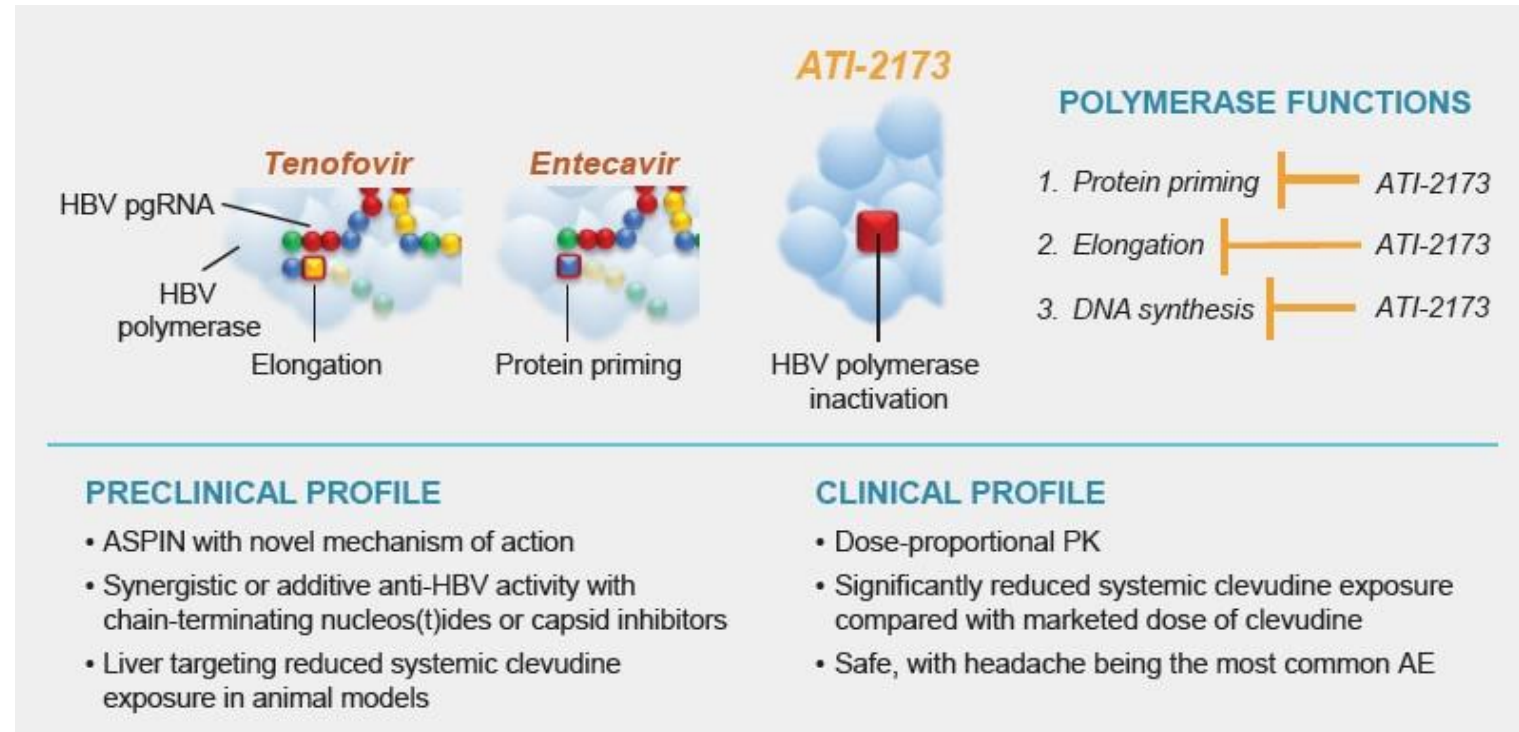 ATI-2173
POLYMERASE FUNCTIONS
Tenofovir
Entecavir
HBV pgRNA
HBV
polymerase
Elongation
Protein priming
HBV polymerase
inactivation
1. Protein priming ATI-2173
2. Elongation ATI-2173
3. DNA synthesis ATI-2173
PRECLINICAL PROFILE
• ASPIN with novel mechanism of action
• Synergistic or additive anti-HBV activity with
chain-terminating nucleos(t)ides or capsid inhibitors
• Liver targeting reduced systemic clevudine
exposure in animal models
CLINICAL PROFILE
• Dose-proportional PK
• Significantly reduced systemic clevudine exposure
compared with marketed dose of clevudine
• Safe, with headache being the most common AE